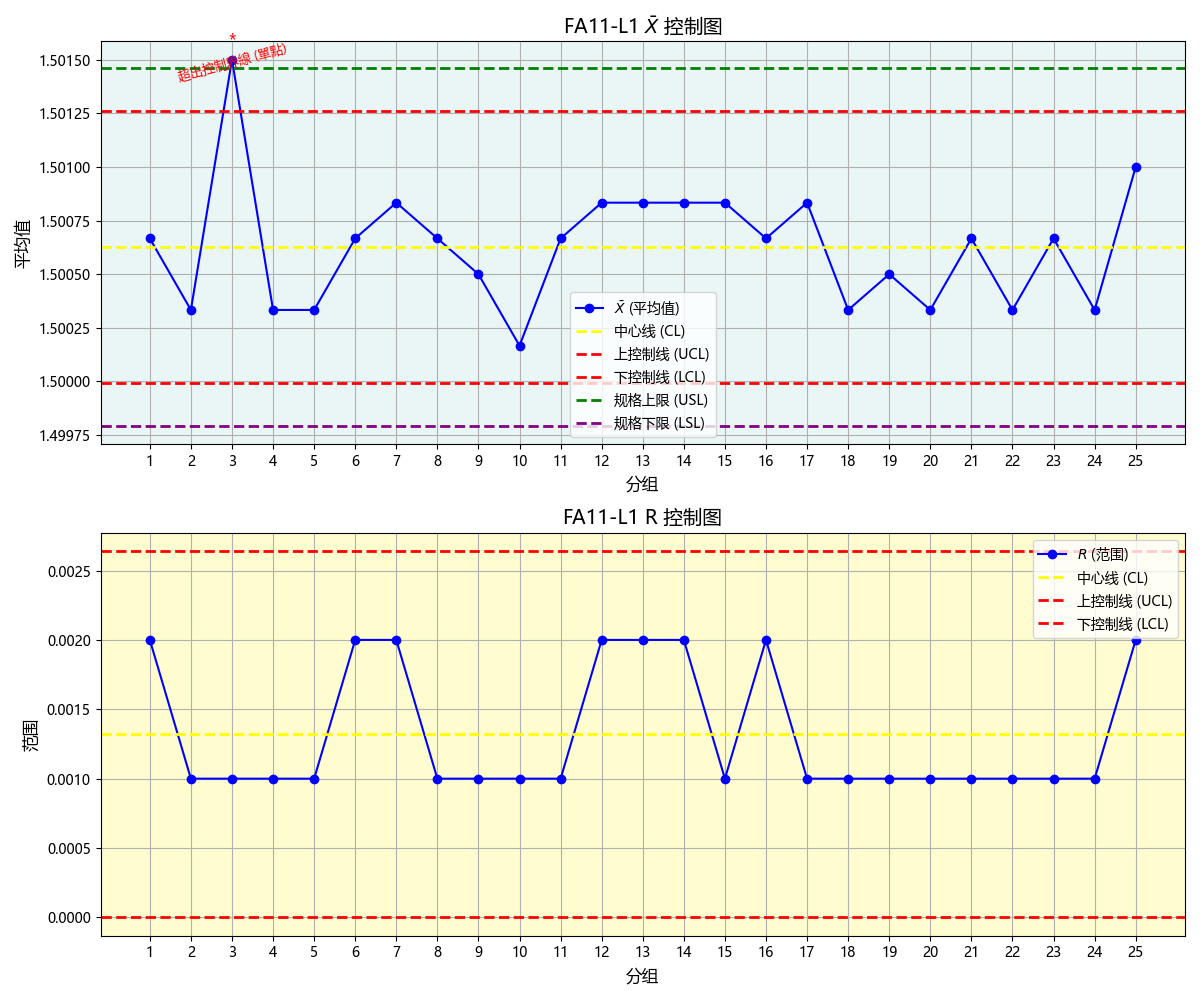 FA11-L1 X̄ 控制图
*
超出控制界線 (單點)
1.50150
1.50125
1.50100
1.50075
1.50050
1.50025
1.50000
1.49975
平均值
X̄ (平均值)
中心线 (CL)
上控制线 (UCL)
下控制线 (LCL)
规格上限 (USL)
规格下限 (LSL)
1 2 3 4 5 6 7 8 9 10 11 12 13 14 15 16 17 18 19 20 21 22 23 24 25
分组
FA11-L1 R 控制图
0.0025
0.0020
0.0015
0.0010
0.0005
0.0000
范围
R (范围)
中心线 (CL)
上控制线 (UCL)
下控制线 (LCL)
1 2 3 4 5 6 7 8 9 10 11 12 13 14 15 16 17 18 19 20 21 22 23 24 25
分组